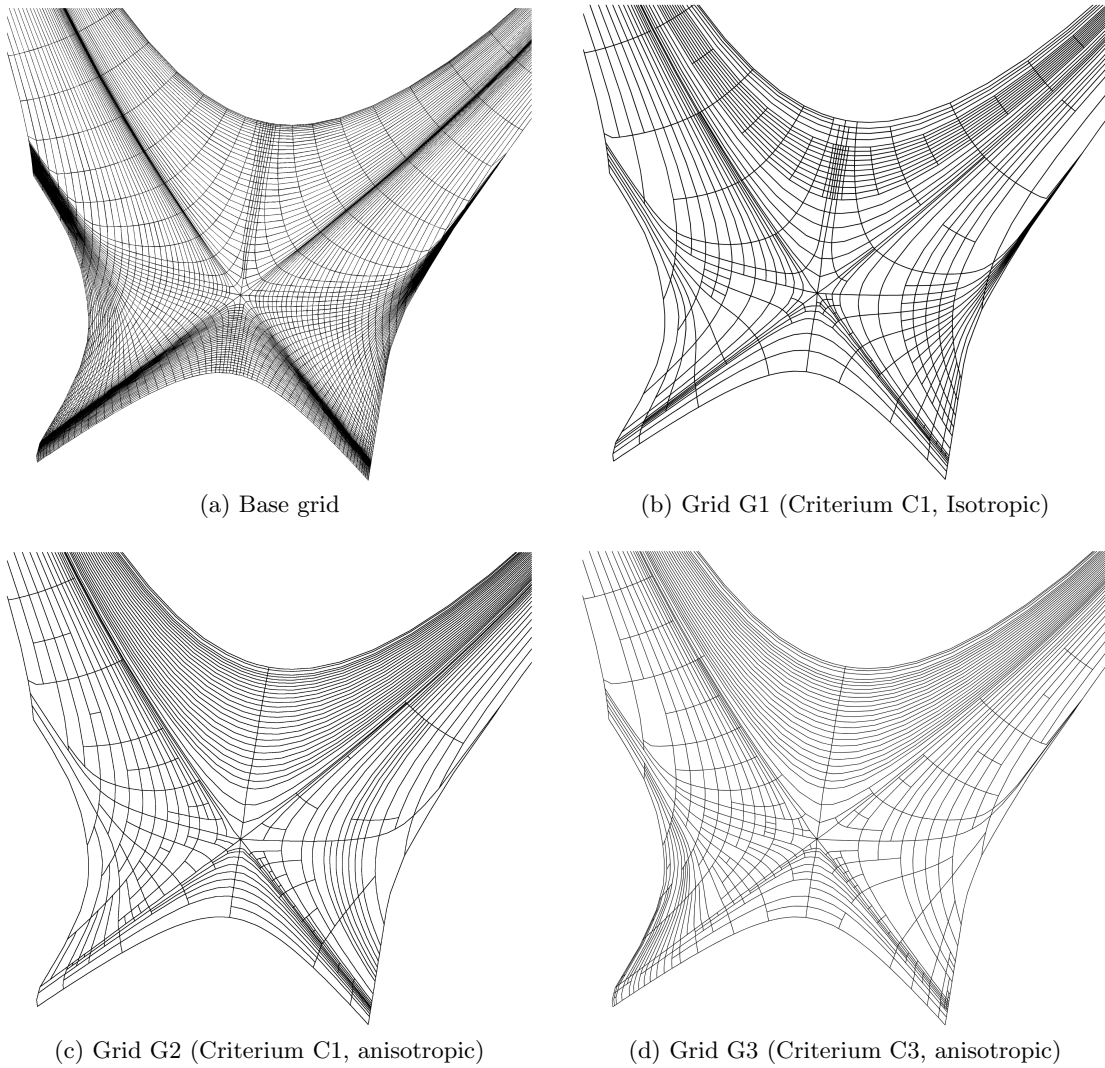 (a) Base grid
(b) Grid G1 (Criterium C1, Isotropic)
(c) Grid G2 (Criterium C1, anisotropic)
(d) Grid G3 (Criterium C3, anisotropic)